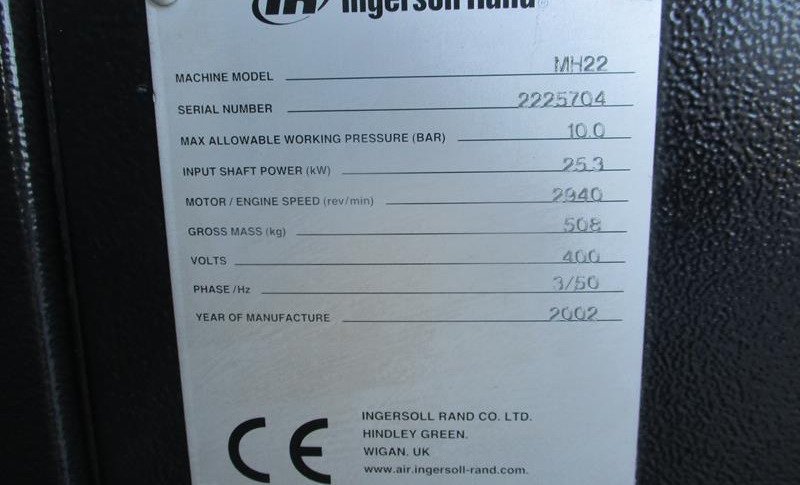 IR Ingersoll Rand®
MACHINE MODEL MH22
SERIAL NUMBER 2225704
MAX ALLOWABLE WORKING PRESSURE (BAR) 10.0
INPUT SHAFT POWER (kW) 25.3
MOTOR / ENGINE SPEED (rev/min) 2940
GROSS MASS (kg) 508
VOLTS 400
PHASE /Hz 3/50
YEAR OF MANUFACTURE 2002
CE
INGERSOLL RAND CO. LTD.
HINDLEY GREEN.
WIGAN. UK
www.air.ingersoll-rand.com.